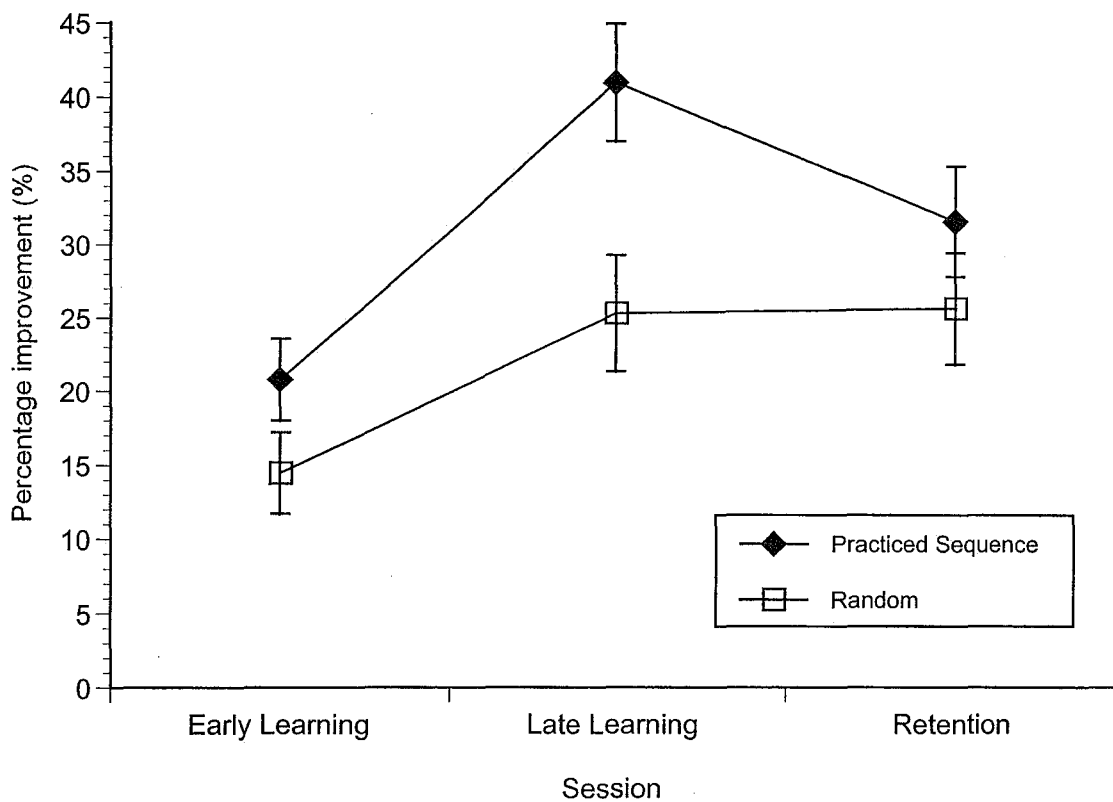 45
40
35
30
25
20
15
10
5
0
Percentage improvement (%)
Early Learning Late Learning Retention
Session
Practiced Sequence
Random